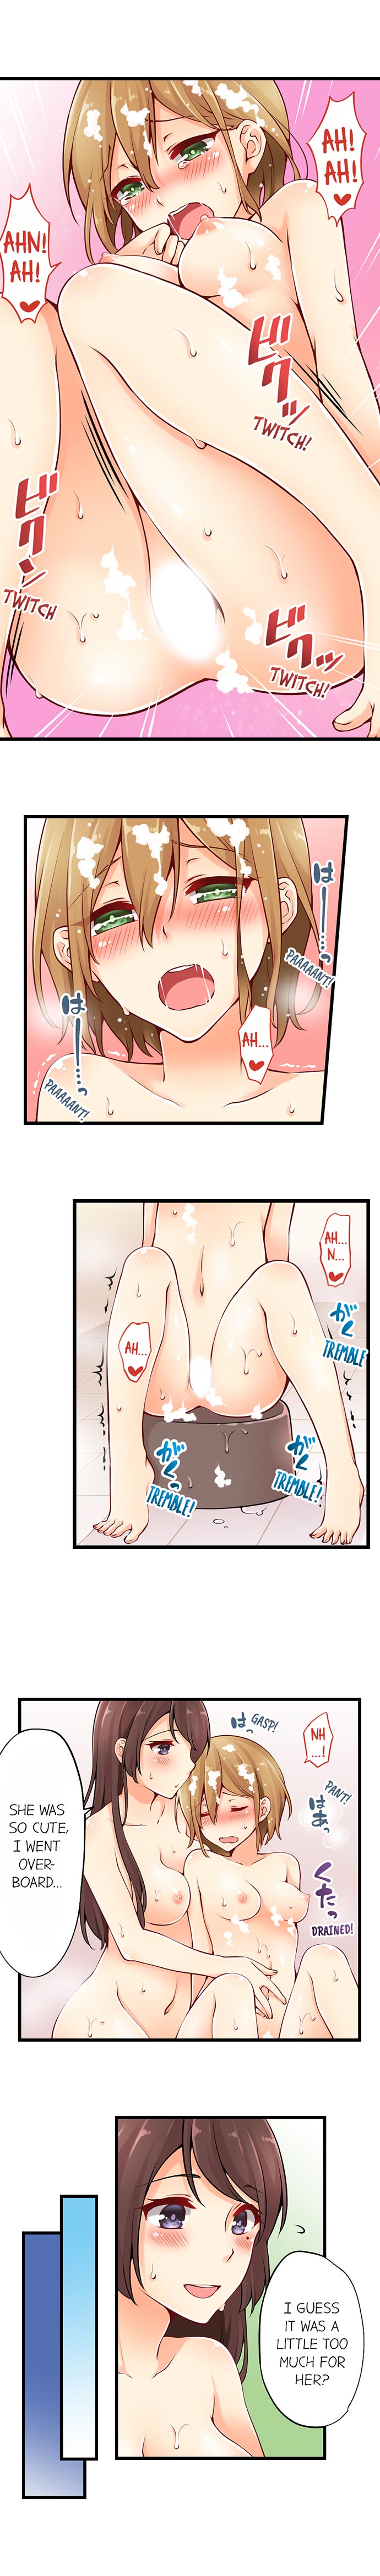 AH!
AH!
AHN!
AH!
ビクッ
TWITCH!
ビクン
TWITCH
ビクッ
TWITCH!
はー…っ
PAAAAANT!
AH...
はー…っ
PAAAAANT!
AH...
N...
がく
TREMBLE
AH...
がくっ
TREMBLE!
がく
TREMBLE!
はっ
GASP!
NH
...!
PANT!
はあっ
SHE WAS
SO CUTE,
I WENT
OVER-
BOARD...
くたっ
DRAINED!
I GUESS
IT WAS A
LITTLE TOO
MUCH FOR
HER?